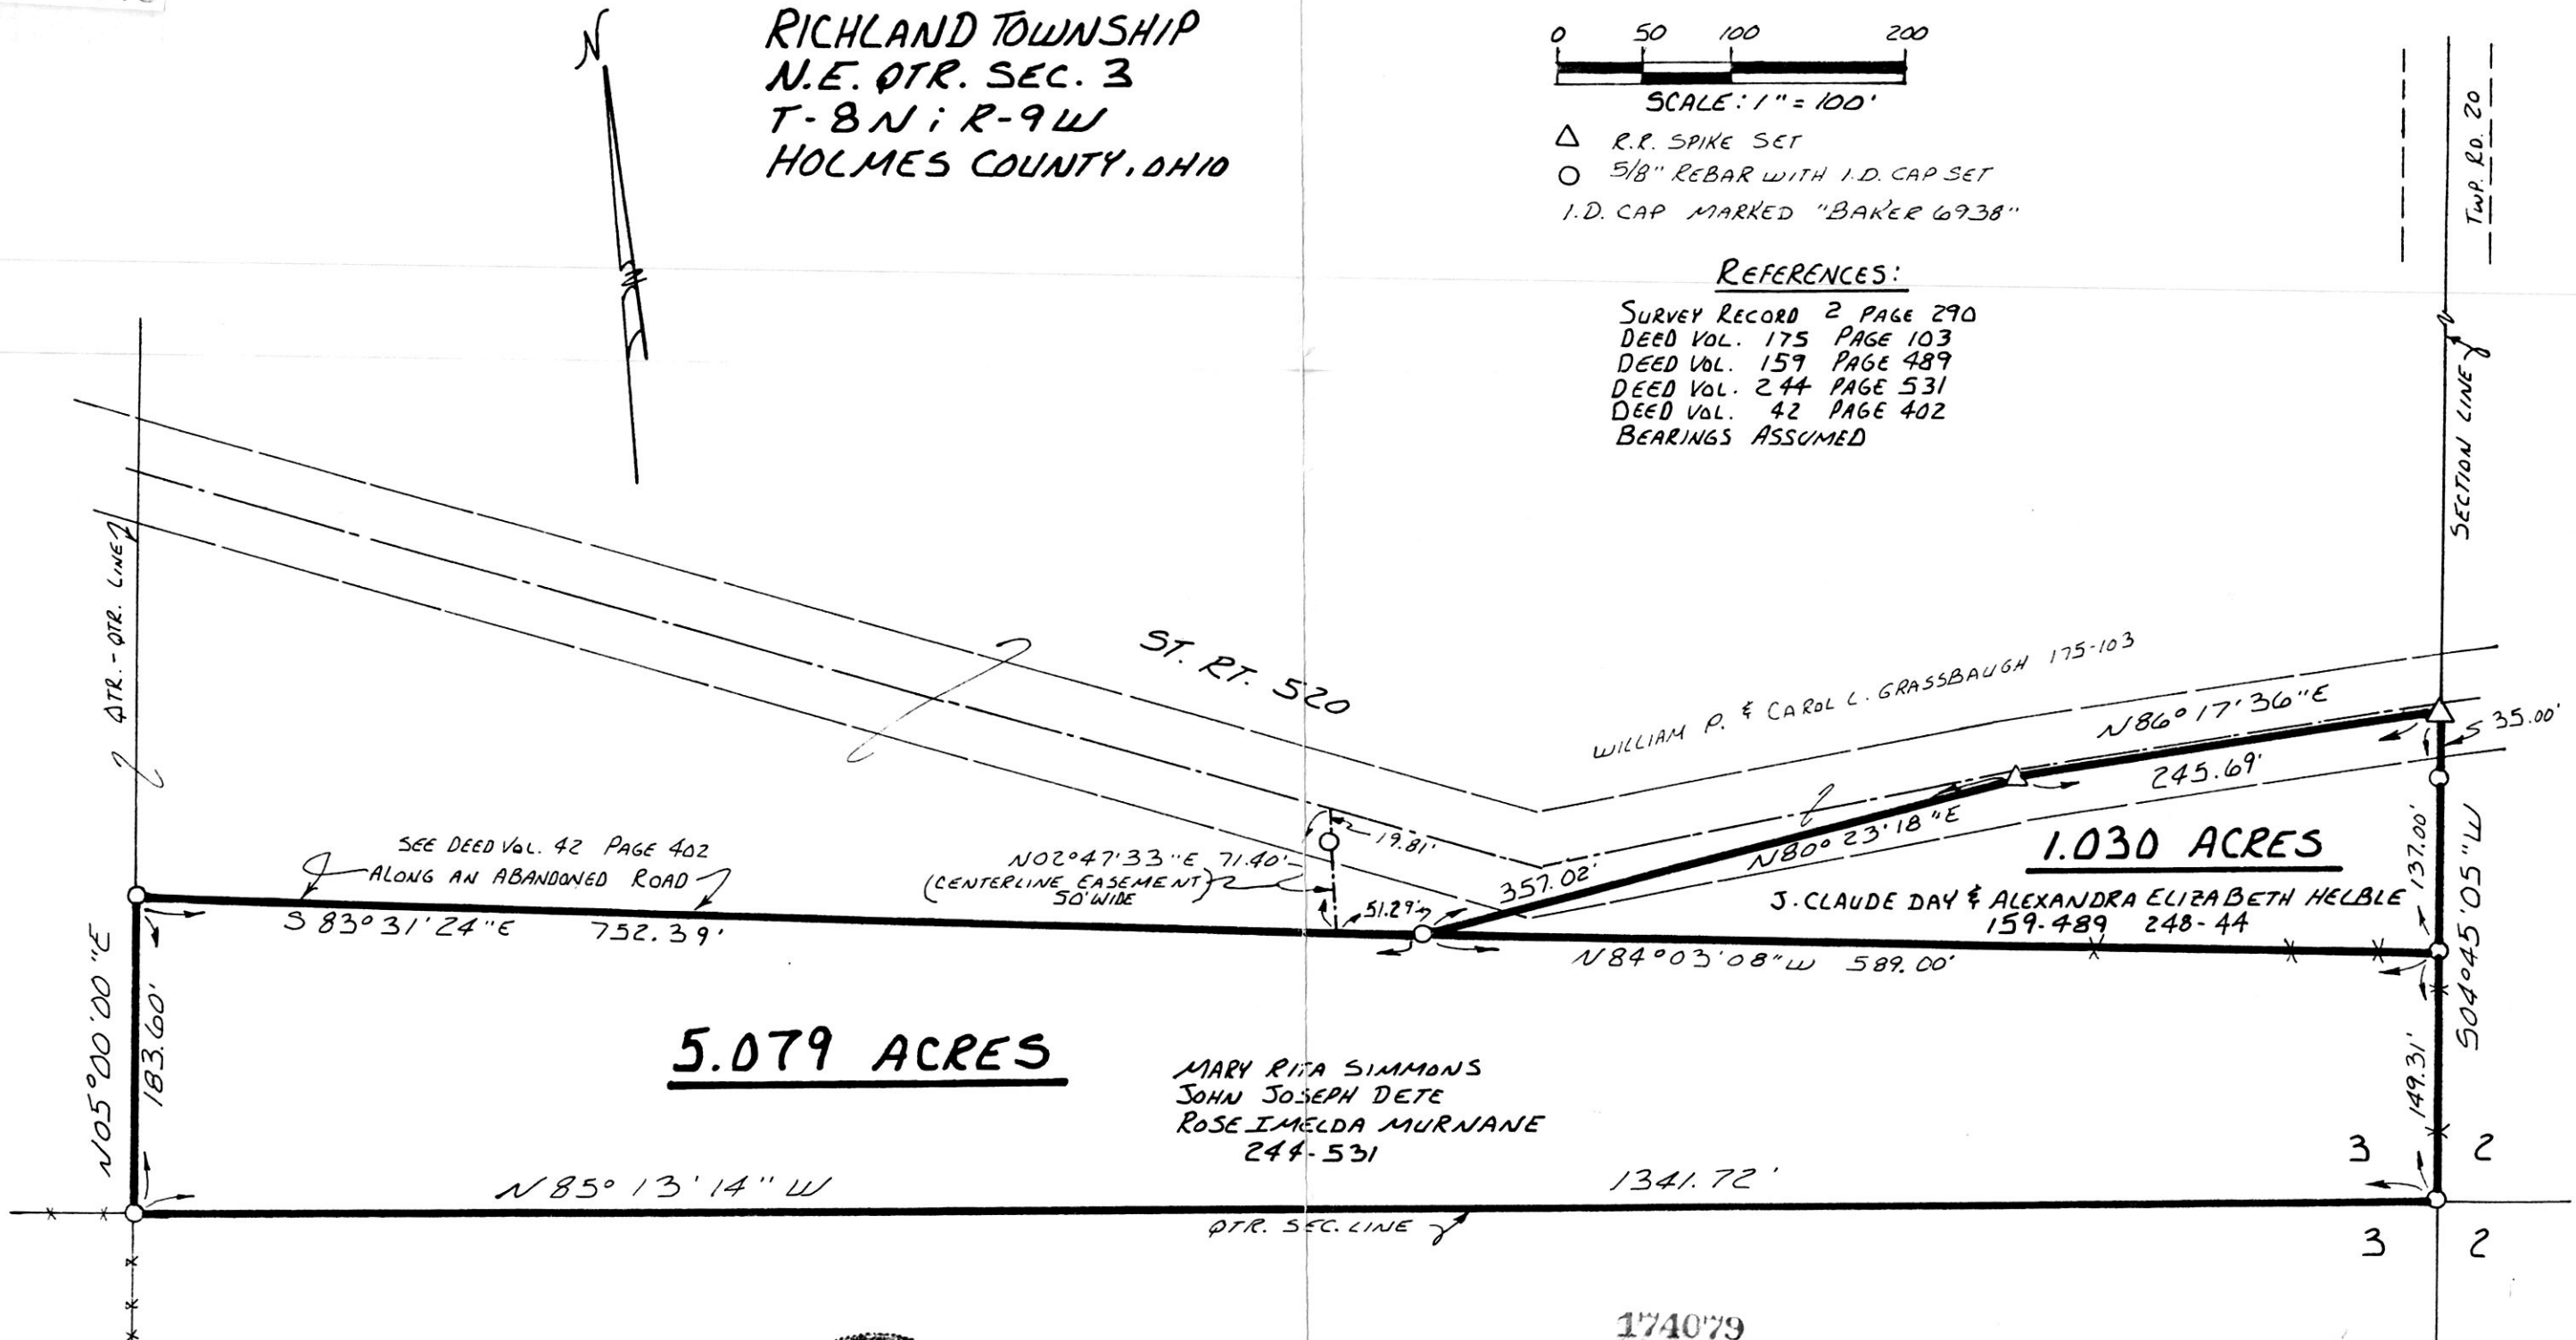 RICHLAND TOWNSHIP
N.E. QTR. SEC. 3
T-8N; R-9W
HOLMES COUNTY, OHIO
N
0 50 100 200
SCALE: 1" = 100'
R.R. SPIKE SET
5/8" REBAR WITH I.D. CAP SET
I.D. CAP MARKED "BAKER 6938"
REFERENCES:
SURVEY RECORD 2 PAGE 290
DEED VOL. 175 PAGE 103
DEED VOL. 159 PAGE 489
DEED VOL. 244 PAGE 531
DEED VOL. 42 PAGE 402
BEARINGS ASSUMED
TWP. RD. 20
SECTION LINE
QTR.-QTR. LINE
ST. RT. 520
WILLIAM P. & CAROL L. GRASSBAUGH 175-103
N86°17'36"E
245.69'
35.00'
N80°23'18"E
357.02'
1.030 ACRES
J. CLAUDE DAY & ALEXANDRA ELIZABETH HELBLE
159-489 248-44
137.00'
S04°45'05"W
SEE DEED VOL. 42 PAGE 402
ALONG AN ABANDONED ROAD
S83°31'24"E 752.39'
N02°47'33"E 71.40'
(CENTERLINE EASEMENT)
50' WIDE
19.81'
51.29'
N84°03'08"W 589.00'
N05°00'00"E
183.60'
5.079 ACRES
MARY RITA SIMMONS
JOHN JOSEPH DETE
ROSE IMELDA MURNANE
244-531
149.31'
3 2
N85°13'14"W 1341.72'
QTR. SEC. LINE
3 2
174079